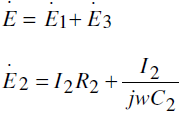 Ė = Ė1+ Ė3
Ė2 = I2R2 + I2/jwC2